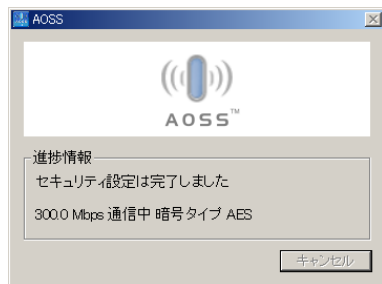 AOSS
AOSS™
進捗情報
セキュリティ設定は完了しました
300.0 Mbps 通信中 暗号タイプ AES
キャンセル